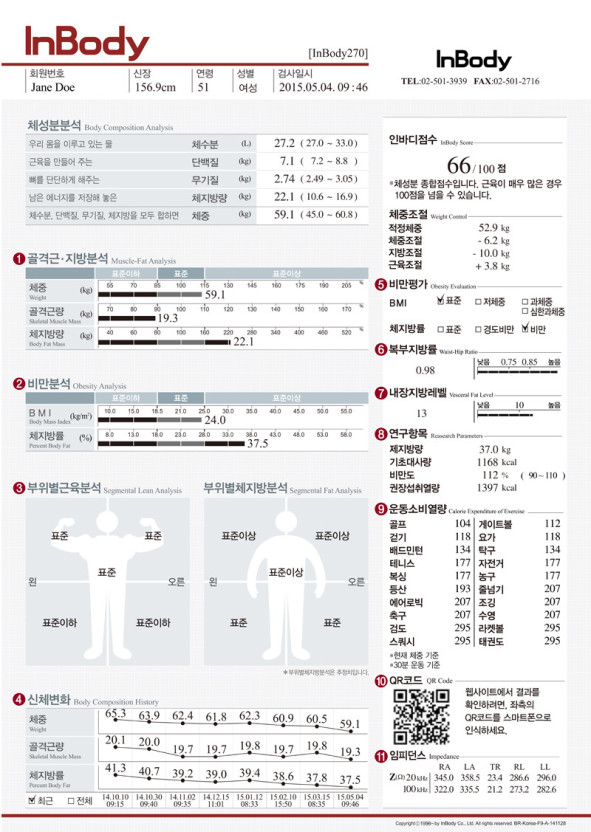 InBody
[InBody270]
회원번호 신장 연령 성별 검사일시
Jane Doe 156.9cm 51 여성 2015.05.04. 09 : 46
InBody
TEL:02-501-3939 FAX:02-501-2716
체성분분석 Body Composition Analysis
우리 몸을 이루고 있는 물 체수분 (L) 27.2 ( 27.0 ~ 33.0)
근육을 만들어 주는 단백질 (kg) 7.1 ( 7.2 ~ 8.8 )
뼈를 단단하게 해주는 무기질 (kg) 2.74 ( 2.49 ~ 3.05)
남은 에너지를 저장해 놓은 체지방량 (kg) 22.1 ( 10.6 ~ 16.9)
체수분, 단백질, 무기질, 체지방을 모두 합하면 체중 (kg) 59.1 ( 45.0 ~ 60.8)
1 골격근·지방분석 Muscle-Fat Analysis
표준이하 표준 표준이상
체중 (kg) 55 70 85 100 115 130 145 160 175 190 205 %
Weight 59.1
골격근량 (kg) 70 80 90 100 110 120 130 140 150 160 170 %
Skeletal Muscle Mass 19.3
체지방량 (kg) 40 60 80 100 160 220 280 340 400 460 520 %
Body Fat Mass 22.1
2 비만분석 Obesity Analysis
표준이하 표준 표준이상
B M I (kg/m²) 10.0 15.0 18.5 21.0 25.0 30.0 35.0 40.0 45.0 50.0 55.0
Body Mass Index 24.0
체지방률 (%) 8.0 13.0 18.0 23.0 28.0 33.0 38.0 43.0 48.0 53.0 58.0
Percent Body Fat 37.5
3 부위별근육분석 Segmental Lean Analysis
표준 표준
표준
왼 오른
표준이하 표준이하
부위별체지방분석 Segmental Fat Analysis
표준이상 표준이상
표준이상
왼 오른
표준 표준
*부위별체지방분석은 추정치입니다.
4 신체변화 Body Composition History
체중 65.3 63.9 62.4 61.8 62.3 60.9 60.5 59.1
Weight
골격근량 20.1 20.0 19.7 19.7 19.8 19.7 19.8 19.3
Skeletal Muscle Mass
체지방률 41.3 40.7 39.2 39.0 39.4 38.6 37.8 37.5
Percent Body Fat
최근 전체 14.10.10 14.10.30 14.11.02 14.12.15 15.01.12 15.02.10 15.03.15 15.05.04
09:15 09:40 09:35 11:01 08:33 15:50 08:35 09:46
인바디점수 InBody Score
66/100 점
*체성분 종합점수입니다. 근육이 매우 많은 경우
100점을 넘을 수 있습니다.
체중조절 Weight Control
적정체중 52.9 kg
체중조절 - 6.2 kg
지방조절 - 10.0 kg
근육조절 + 3.8 kg
5 비만평가 Obesity Evaluation
BMI 표준 저체중 과체중
심한과체중
체지방률 표준 경도비만 비만
6 복부지방률 Waist-Hip Ratio
0.98 낮음 0.75 0.85 높음
7 내장지방레벨 Visceral Fat Level
13 낮음 10 높음
8 연구항목 Research Parameters
제지방량 37.0 kg
기초대사량 1168 kcal
비만도 112 % ( 90~110 )
권장섭취열량 1397 kcal
9 운동소비열량 Calorie Expenditure of Exercise
골프 104 게이트볼 112
걷기 118 요가 118
배드민턴 134 탁구 134
테니스 177 자전거 177
복싱 177 농구 177
등산 193 줄넘기 207
에어로빅 207 조깅 207
축구 207 수영 207
검도 295 라켓볼 295
스쿼시 295 태권도 295
*현재 체중 기준
*30분 운동 기준
10 QR코드 QR Code
웹사이트에서 결과를
확인하려면, 좌측의
QR코드를 스마트폰으로
인식하세요.
11 임피던스 Impedance
RA LA TR RL LL
Z(Ω) 20 kHz 345.0 358.5 23.4 286.6 296.0
100 kHz 322.0 335.5 21.2 273.2 282.6
Copyright©1996~ by InBody Co., Ltd. All rights reserved. BR-Korea-F9-A-141128